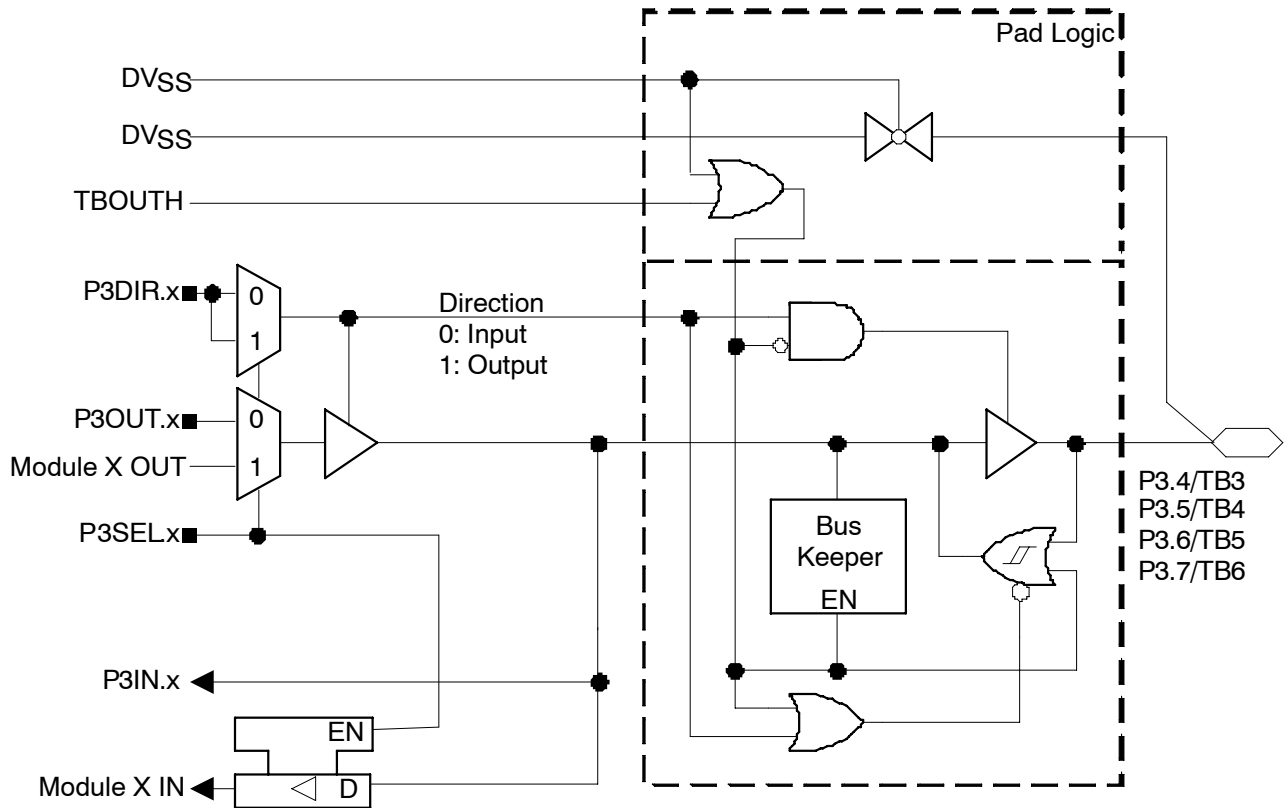 Pad Logic
DVSS
DVSS
TBOUTH
P3DIR.x
0
1
Direction
0: Input
1: Output
P3OUT.x
0
Module X OUT
1
P3SEL.x
P3.4/TB3
P3.5/TB4
P3.6/TB5
P3.7/TB6
Bus
Keeper
EN
P3IN.x
EN
Module X IN
D